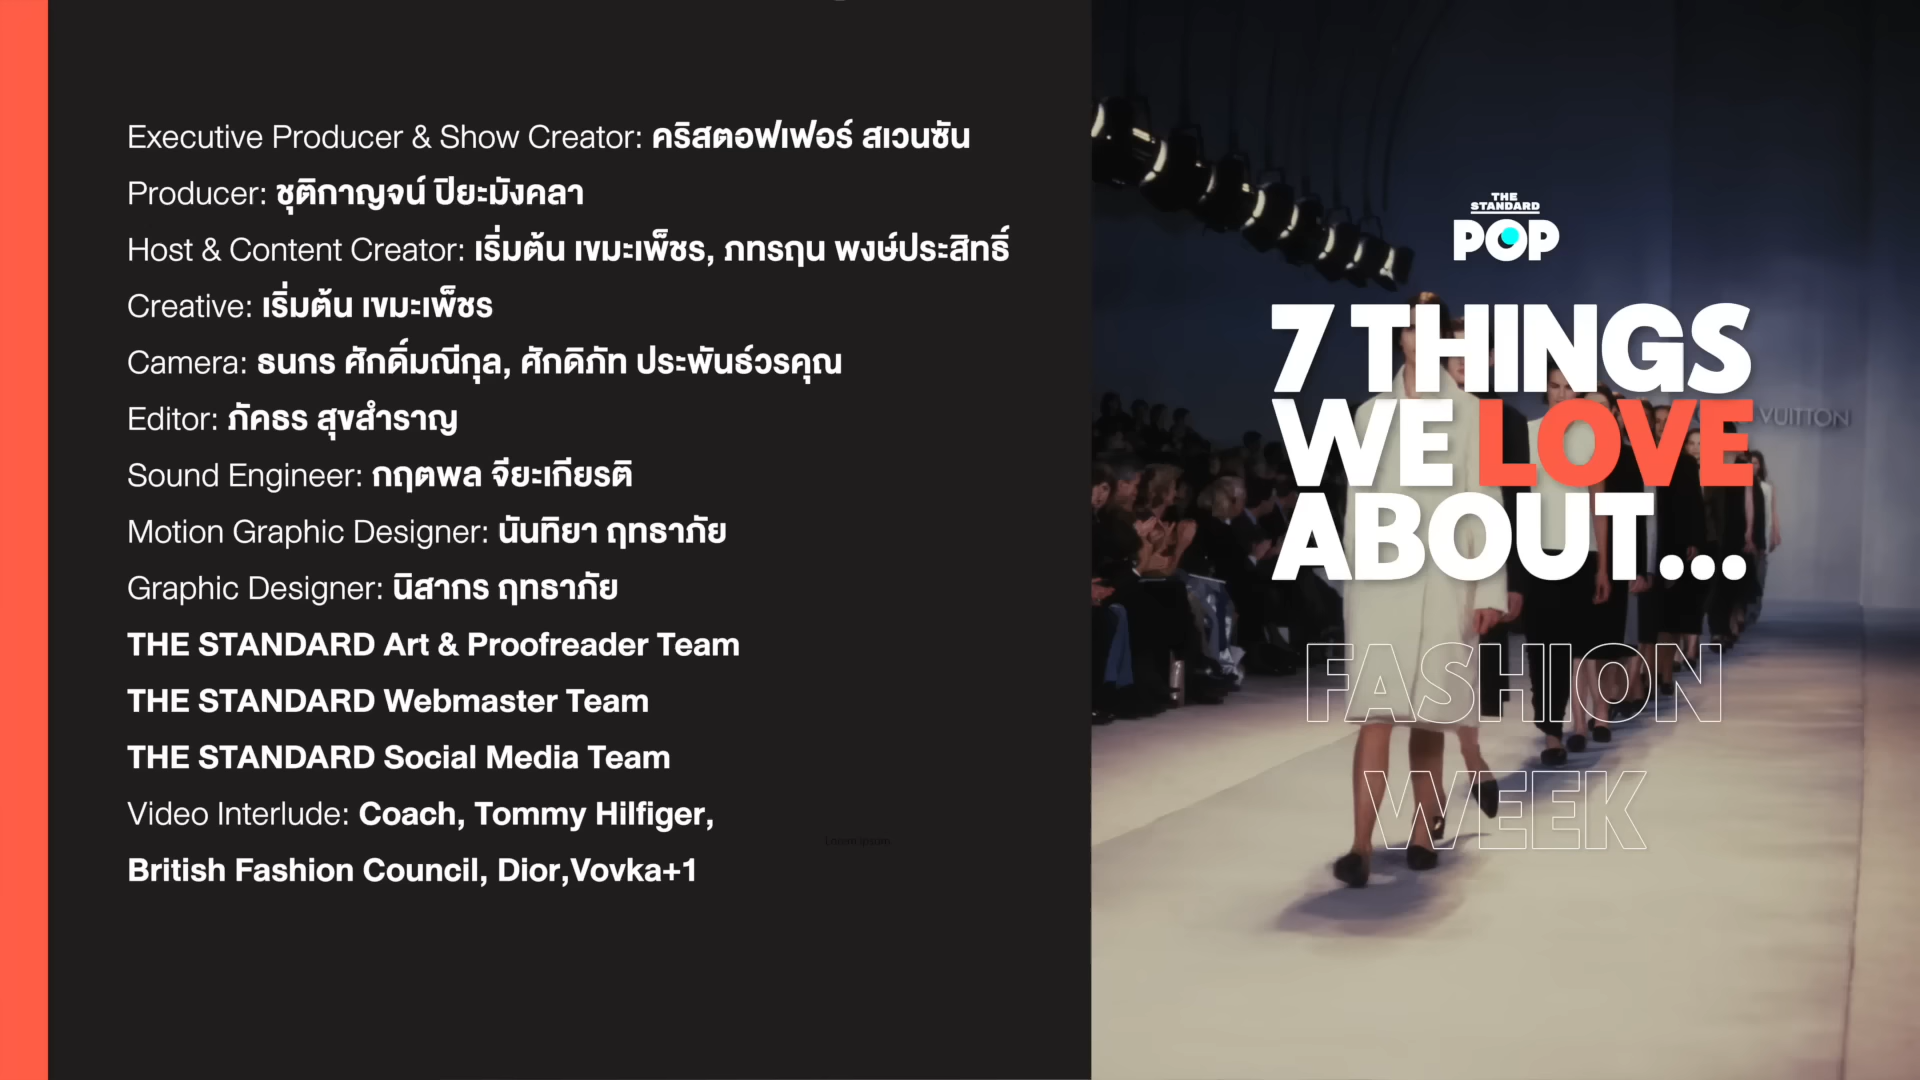 Executive Producer & Show Creator: คริสตอฟเฟอร์ สเวนซัน
Producer: ชุติกาญจน์ ปิยะมังคลา
Host & Content Creator: เริ่มต้น เขมะเพ็ชร, ภทรฤน พงษ์ประสิทธิ์
Creative: เริ่มต้น เขมะเพ็ชร
Camera: ธนกร ศักดิ์มณีกุล, ศักดิภัท ประพันธ์วรคุณ
Editor: ภัคธร สุขสำราญ
Sound Engineer: กฤตพล จียะเกียรติ
Motion Graphic Designer: นันทิยา ฤทธาภัย
Graphic Designer: นิสากร ฤทธาภัย
THE STANDARD Art & Proofreader Team
THE STANDARD Webmaster Team
THE STANDARD Social Media Team
Video Interlude: Coach, Tommy Hilfiger,
British Fashion Council, Dior,Vovka+1
Lorem ipsum
THE
STANDARD
POP
7 THINGS
WE LOVE
ABOUT...
VUITTON
FASHION
WEEK